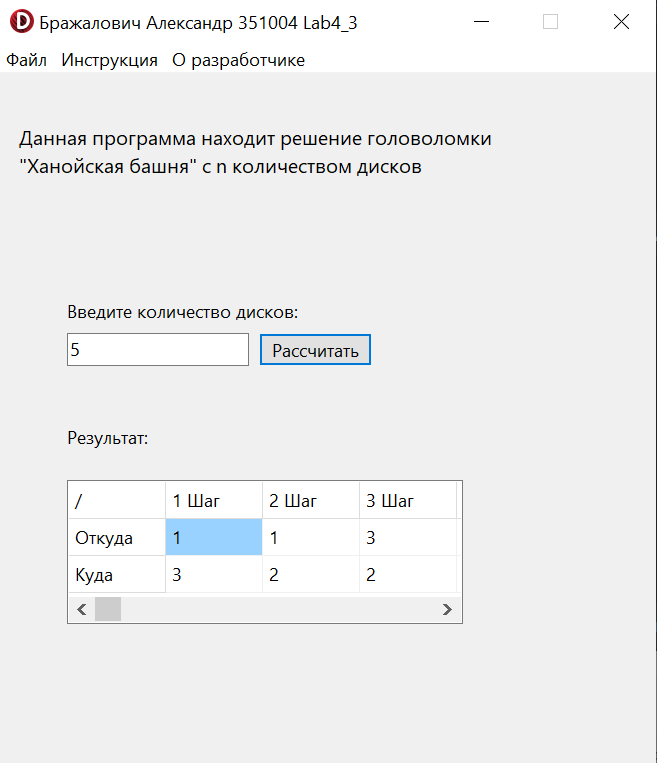 Бражалович Александр 351004 Lab4_3
Файл Инструкция О разработчике
Данная программа находит решение головоломки
"Ханойская башня" с n количеством дисков
Введите количество дисков:
5 Рассчитать
Результат:
/ 1 Шаг 2 Шаг 3 Шаг
Откуда 1 1 3
Куда 3 2 2